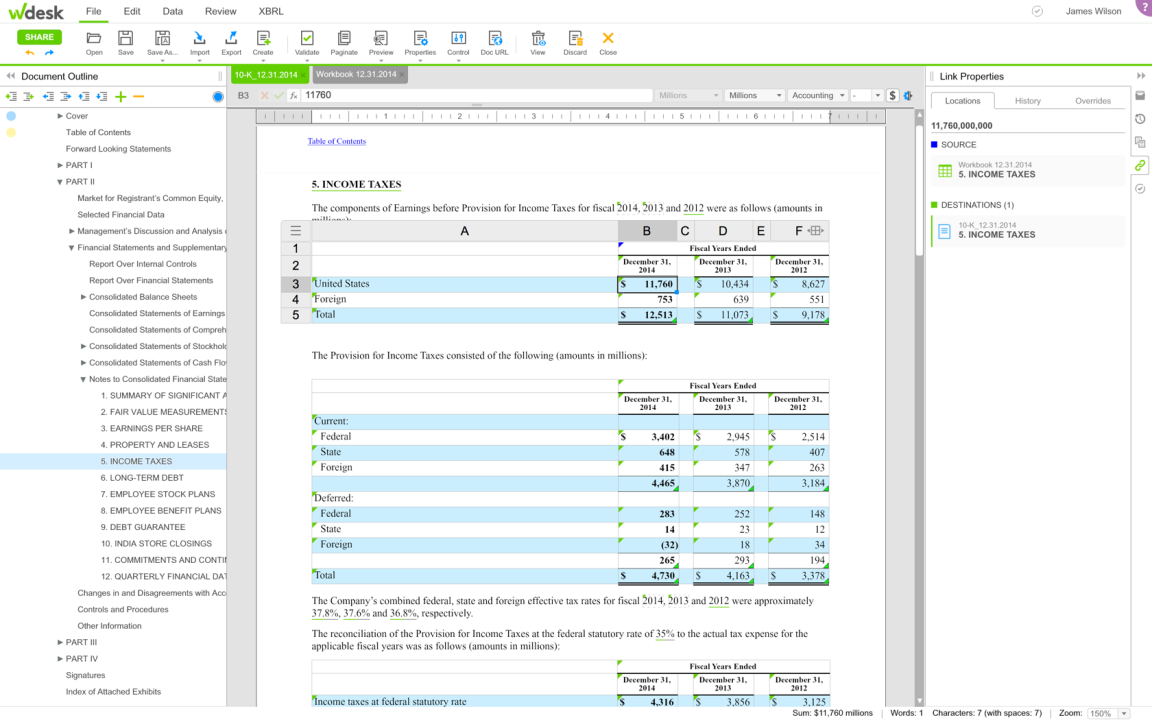 wdesk
File
Edit
Data
Review
XBRL
James Wilson
?
SHARE
Open
Save
Save As...
Import
Export
Create
Validate
Paginate
Preview
Properties
Control
Doc URL
View
Discard
Close
Document Outline
10-K_12.31.2014 ×
Workbook 12.31.2014 ×
Link Properties
B3
fx
11760
Millions
Millions
Accounting
-
$
Cover
Table of Contents
Forward Looking Statements
PART I
PART II
Market for Registrant's Common Equity,
Selected Financial Data
Management's Discussion and Analysis
Financial Statements and Supplementary
Report Over Internal Controls
Report Over Financial Statements
Consolidated Balance Sheets
Consolidated Statements of Earnings
Consolidated Statements of Compreh
Consolidated Statements of Stockhol
Consolidated Statements of Cash Flo
Notes to Consolidated Financial State
1. SUMMARY OF SIGNIFICANT A
2. FAIR VALUE MEASUREMENTS
3. EARNINGS PER SHARE
4. PROPERTY AND LEASES
5. INCOME TAXES
6. LONG-TERM DEBT
7. EMPLOYEE STOCK PLANS
8. EMPLOYEE BENEFIT PLANS
9. DEBT GUARANTEE
10. INDIA STORE CLOSINGS
11. COMMITMENTS AND CONTI
12. QUARTERLY FINANCIAL DAT
Changes in and Disagreements with Acc
Controls and Procedures
Other Information
PART III
PART IV
Signatures
Index of Attached Exhibits
1 2 3 4 5 6 7
Table of Contents
5. INCOME TAXES
The components of Earnings before Provision for Income Taxes for fiscal 2014, 2013 and 2012 were as follows (amounts in
millions):
A B C D E F
1 Fiscal Years Ended
2 December 31, 2014 December 31, 2013 December 31, 2012
3 United States $ 11,760 $ 10,434 $ 8,627
4 Foreign 753 639 551
5 Total $ 12,513 $ 11,073 $ 9,178
The Provision for Income Taxes consisted of the following (amounts in millions):
Fiscal Years Ended
December 31, 2014 December 31, 2013 December 31, 2012
Current:
Federal $ 3,402 $ 2,945 $ 2,514
State 648 578 407
Foreign 415 347 263
4,465 3,870 3,184
Deferred:
Federal 283 252 148
State 14 23 12
Foreign (32) 18 34
265 293 194
Total $ 4,730 $ 4,163 $ 3,378
The Company's combined federal, state and foreign effective tax rates for fiscal 2014, 2013 and 2012 were approximately
37.8%, 37.6% and 36.8%, respectively.
The reconciliation of the Provision for Income Taxes at the federal statutory rate of 35% to the actual tax expense for the
applicable fiscal years was as follows (amounts in millions):
Fiscal Years Ended
December 31, 2014 December 31, 2013 December 31, 2012
Income taxes at federal statutory rate $ 4,316 $ 3,856 $ 3,125
Locations
History
Overrides
11,760,000,000
SOURCE
Workbook 12.31.2014
5. INCOME TAXES
DESTINATIONS (1)
10-K_12.31.2014
5. INCOME TAXES
Sum: $11,760 millions | Words: 1 Characters: 7 (with spaces: 7) | Zoom: 150%